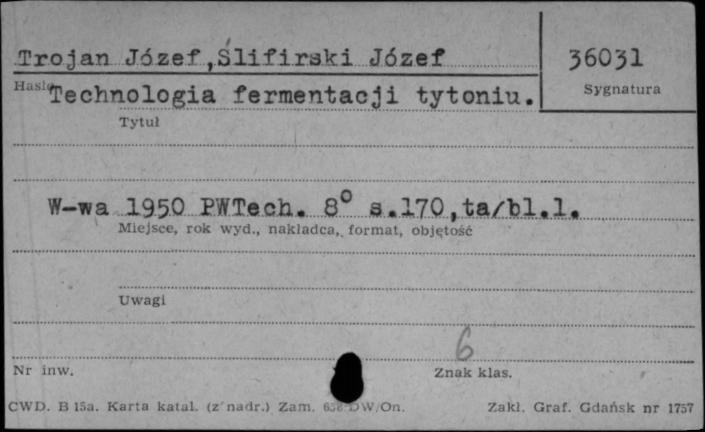 Trojan Józef, Ślifirski Józef
36031
Hasło
Sygnatura
Technologia fermentacji tytoniu.
Tytuł
W-wa 1950 PWTech. 8° s.170,ta/bl.1.
Miejsce, rok wyd., nakładca, format, objętość
Uwagi
6
Nr inw.
Znak klas.
CWD. B 15a. Karta katal. (z nadr.) Zam. DW/On.
Zakł. Graf. Gdańsk nr 1757